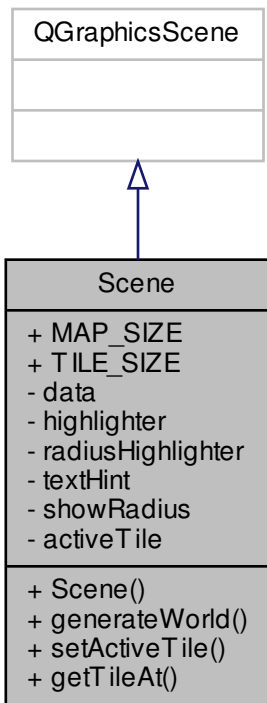 QGraphicsScene
Scene
+ MAP_SIZE
+ TILE_SIZE
- data
- highlighter
- radiusHighlighter
- textHint
- showRadius
- activeTile
+ Scene()
+ generateWorld()
+ setActiveTile()
+ getTileAt()